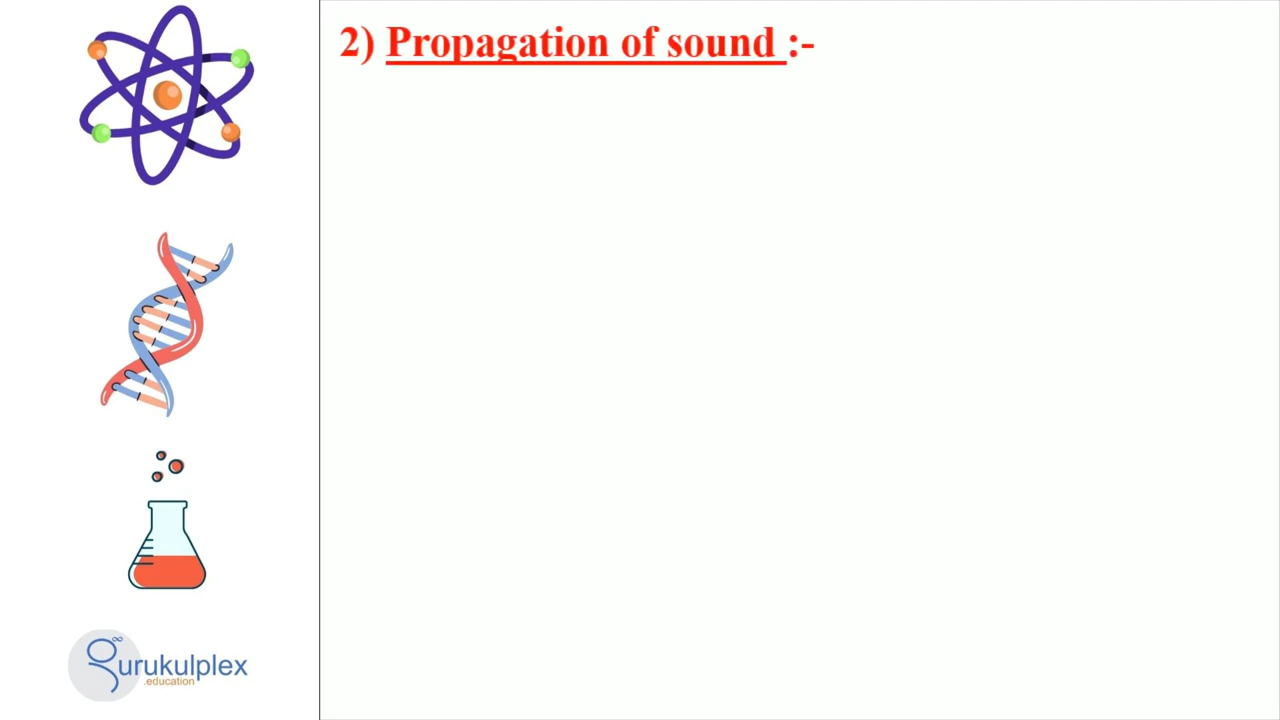 2) Propagation of sound :-
gurukulplex
.education